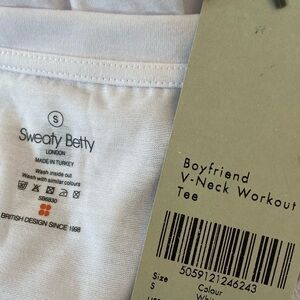 S
Sweaty Betty
LONDON
MADE IN TURKEY
Wash inside out
Wash with similar colours
SB6830
BRITISH DESIGN SINCE 1998
Boyfriend
V-Neck Workout
Tee
5059121246243
Size
S
Colour